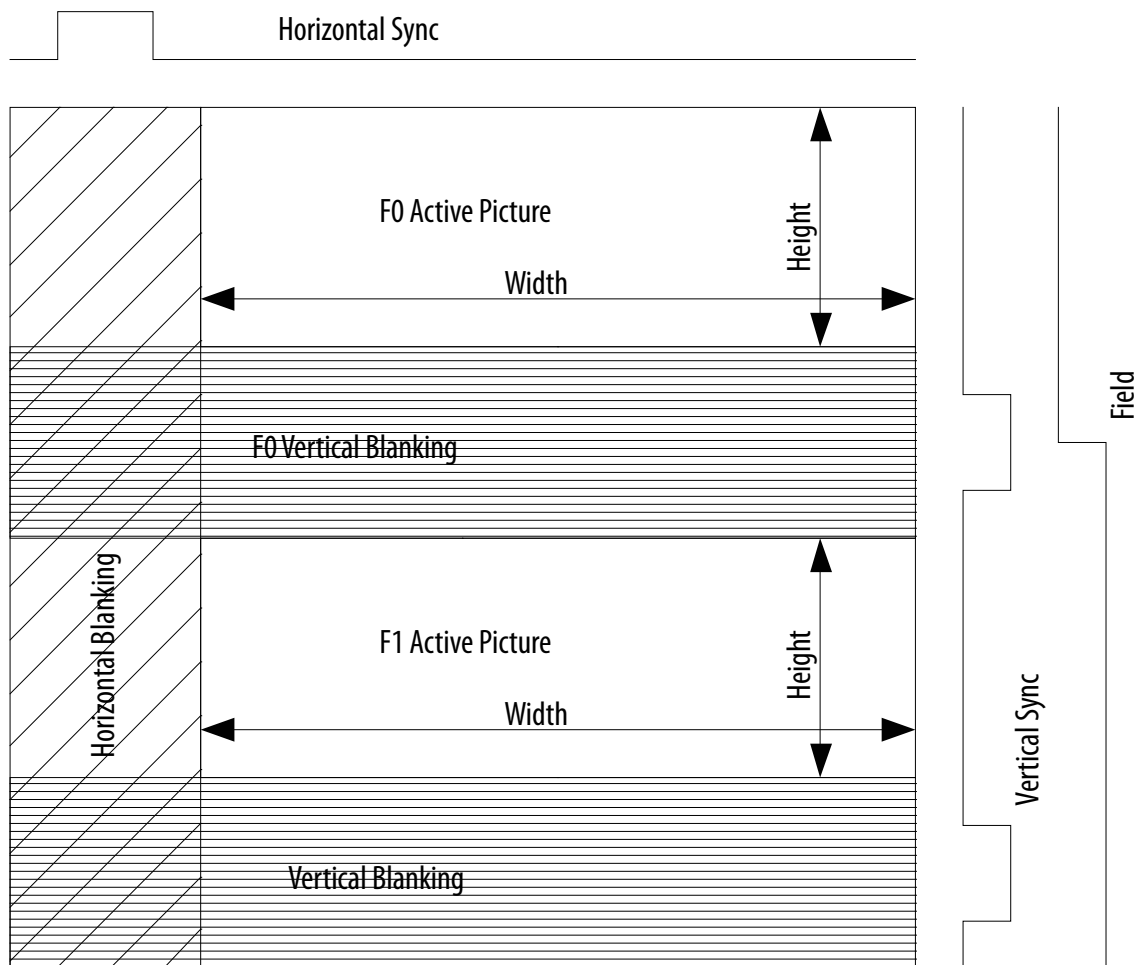 Horizontal Sync
F0 Active Picture
Height
Width
Field
F0 Vertical Blanking
Horizontal Blanking
F1 Active Picture
Height
Width
Vertical Sync
Vertical Blanking